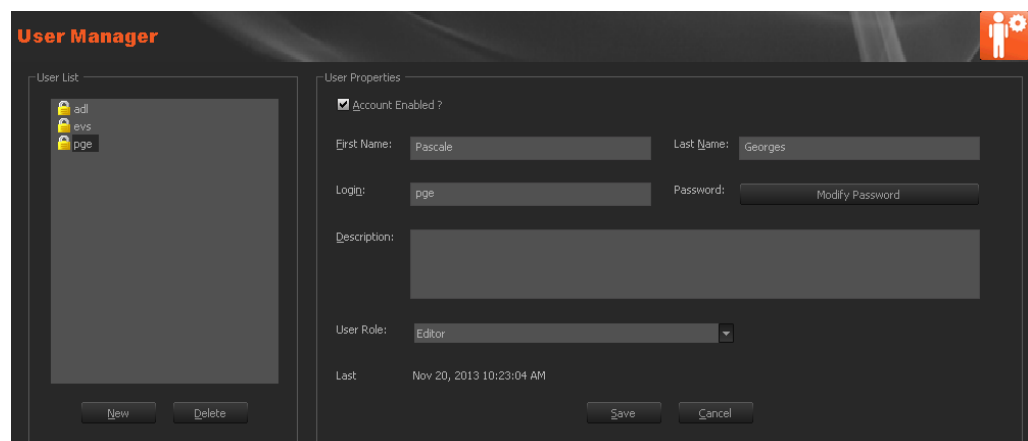 User Manager
User List
adl
evs
pge
New
Delete
User Properties
Account Enabled ?
First Name: Pascale Last Name: Georges
Login: pge Password: Modify Password
Description:
User Role: Editor
Last Nov 20, 2013 10:23:04 AM
Save Cancel